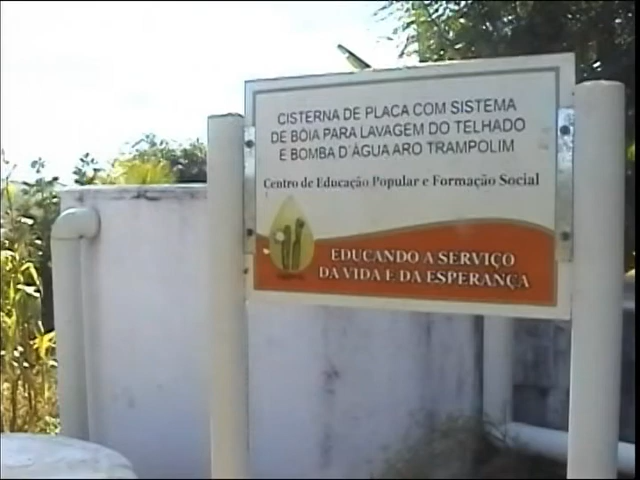 CISTERNA DE PLACA COM SISTEMA
DE BÓIA PARA LAVAGEM DO TELHADO
E BOMBA D'ÁGUA ARO TRAMPOLIM
Centro de Educação Popular e Formação Social
EDUCANDO A SERVIÇO
DA VIDA E DA ESPERANÇA